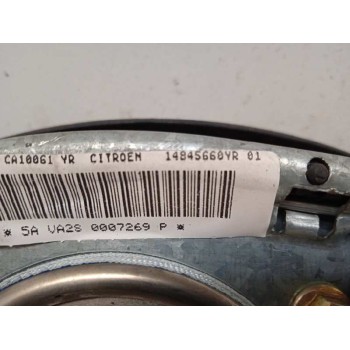 CA10061 YR CITROEN 14845660YR 01
* 5A VA2S 0007269 P *